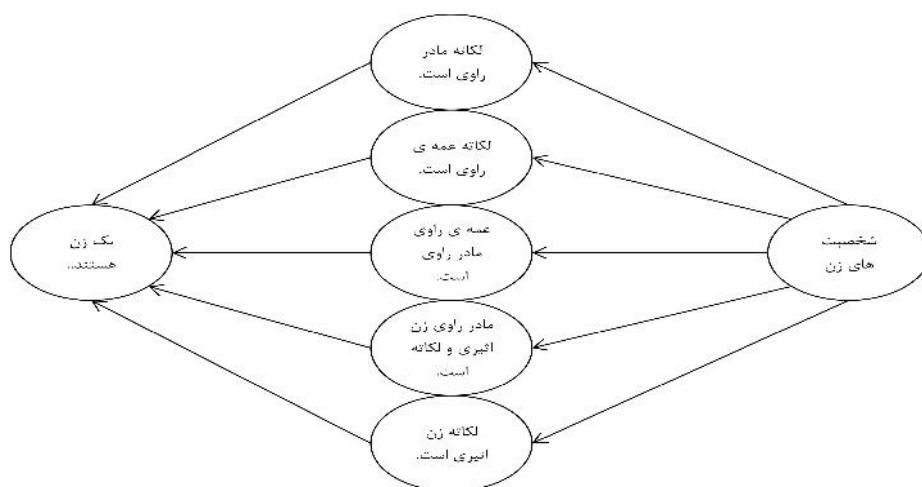 شخصیت
های زن
لکاته مادر
راوی است.
لکاته عمه ی
راوی است.
عمه ی راوی
مادر راوی
است.
مادر راوی زن
اثیری و لکاته
است.
لکاته زن
اثیری است.
یک زن
هستند..